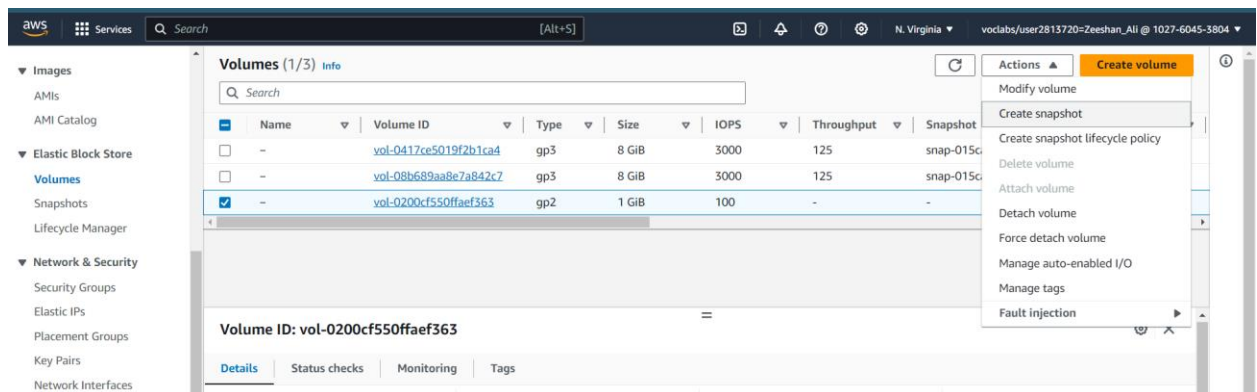 aws Services Search [Alt+S] N. Virginia voclabs/user2813720=Zeeshan_Ali @ 1027-6045-3804
Images
AMIs
AMI Catalog
Elastic Block Store
Volumes
Snapshots
Lifecycle Manager
Network & Security
Security Groups
Elastic IPs
Placement Groups
Key Pairs
Network Interfaces
Volumes (1/3) Info
Actions
Create volume
Search
Name Volume ID Type Size IOPS Throughput Snapshot
– vol-0417ce5019f2b1ca4 gp3 8 GiB 3000 125 snap-015c
– vol-08b689aa8e7a842c7 gp3 8 GiB 3000 125 snap-015c
– vol-0200cf550ffaef363 gp2 1 GiB 100 - -
Modify volume
Create snapshot
Create snapshot lifecycle policy
Delete volume
Attach volume
Detach volume
Force detach volume
Manage auto-enabled I/O
Manage tags
Fault injection
Volume ID: vol-0200cf550ffaef363
Details Status checks Monitoring Tags